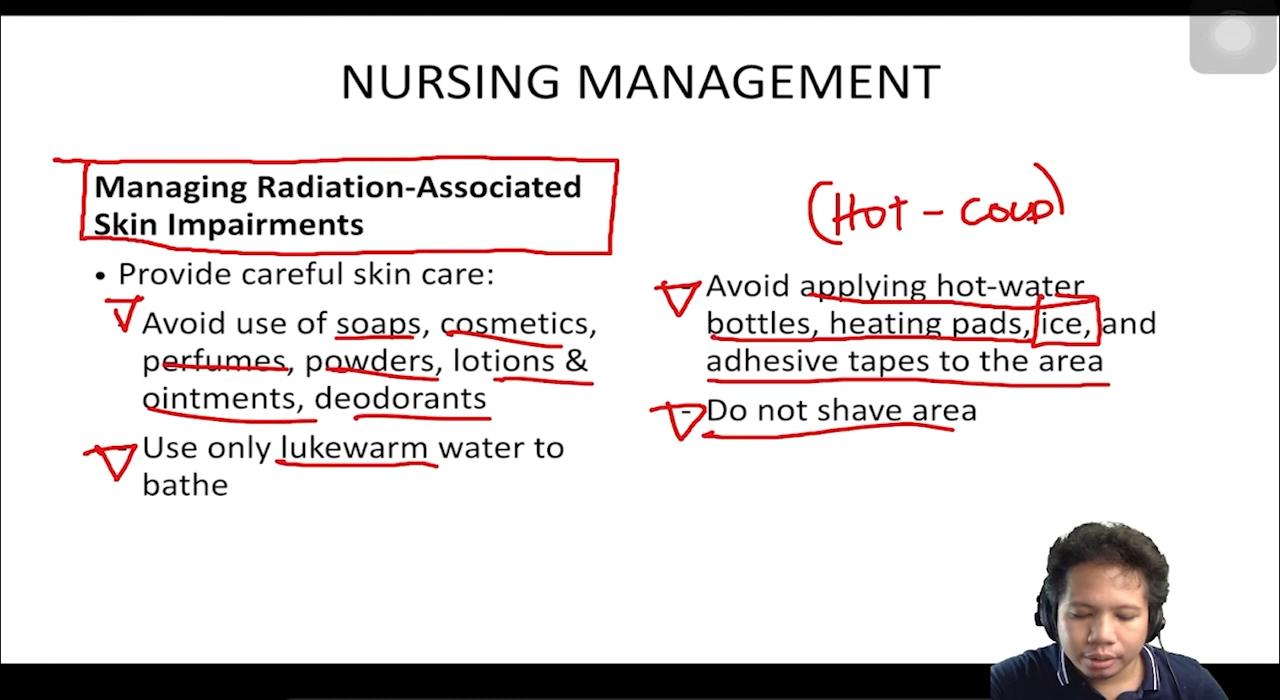 NURSING MANAGEMENT
Managing Radiation-Associated
Skin Impairments
• Provide careful skin care:
Avoid use of soaps, cosmetics,
perfumes, powders, lotions &
ointments, deodorants
Use only lukewarm water to
bathe
(HOT - COLD)
- Avoid applying hot-water
bottles, heating pads, ice, and
adhesive tapes to the area
- Do not shave area